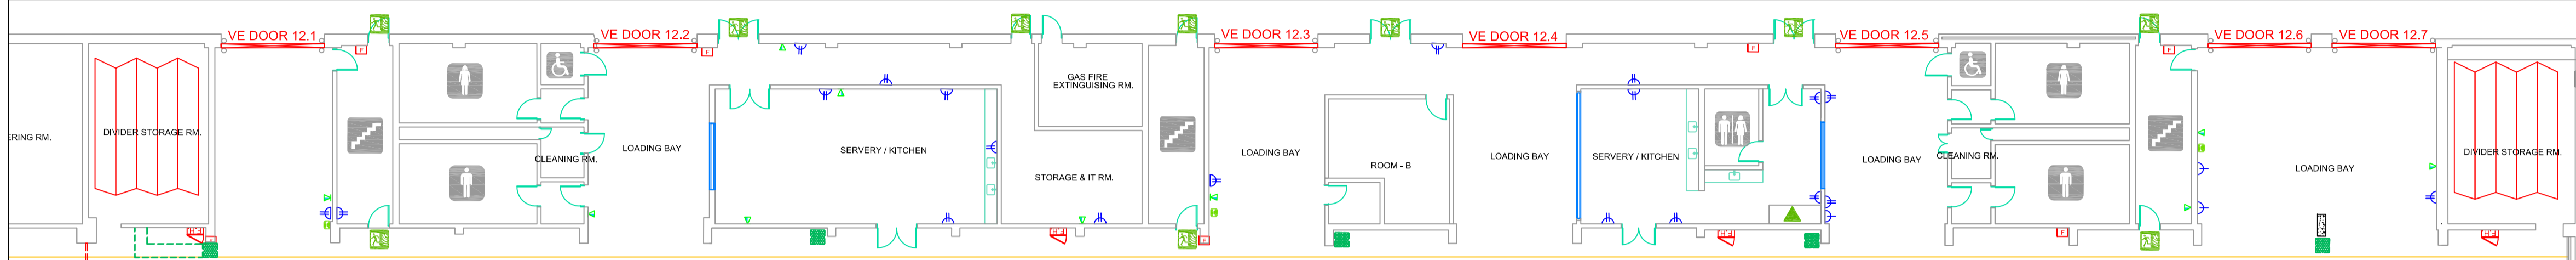 VE DOOR 12.1
VE DOOR 12.2
VE DOOR 12.3
VE DOOR 12.4
VE DOOR 12.5
VE DOOR 12.6
VE DOOR 12.7
F
F
F
F
GAS FIRE
EXTINGUISING RM.
ERING RM.
DIVIDER STORAGE RM.
CLEANING RM.
LOADING BAY
SERVERY / KITCHEN
STORAGE & IT RM.
LOADING BAY
ROOM - B
LOADING BAY
SERVERY / KITCHEN
LOADING BAY
CLEANING RM.
LOADING BAY
DIVIDER STORAGE RM.
F.H
F
F.H
F
F.H
F
F.H